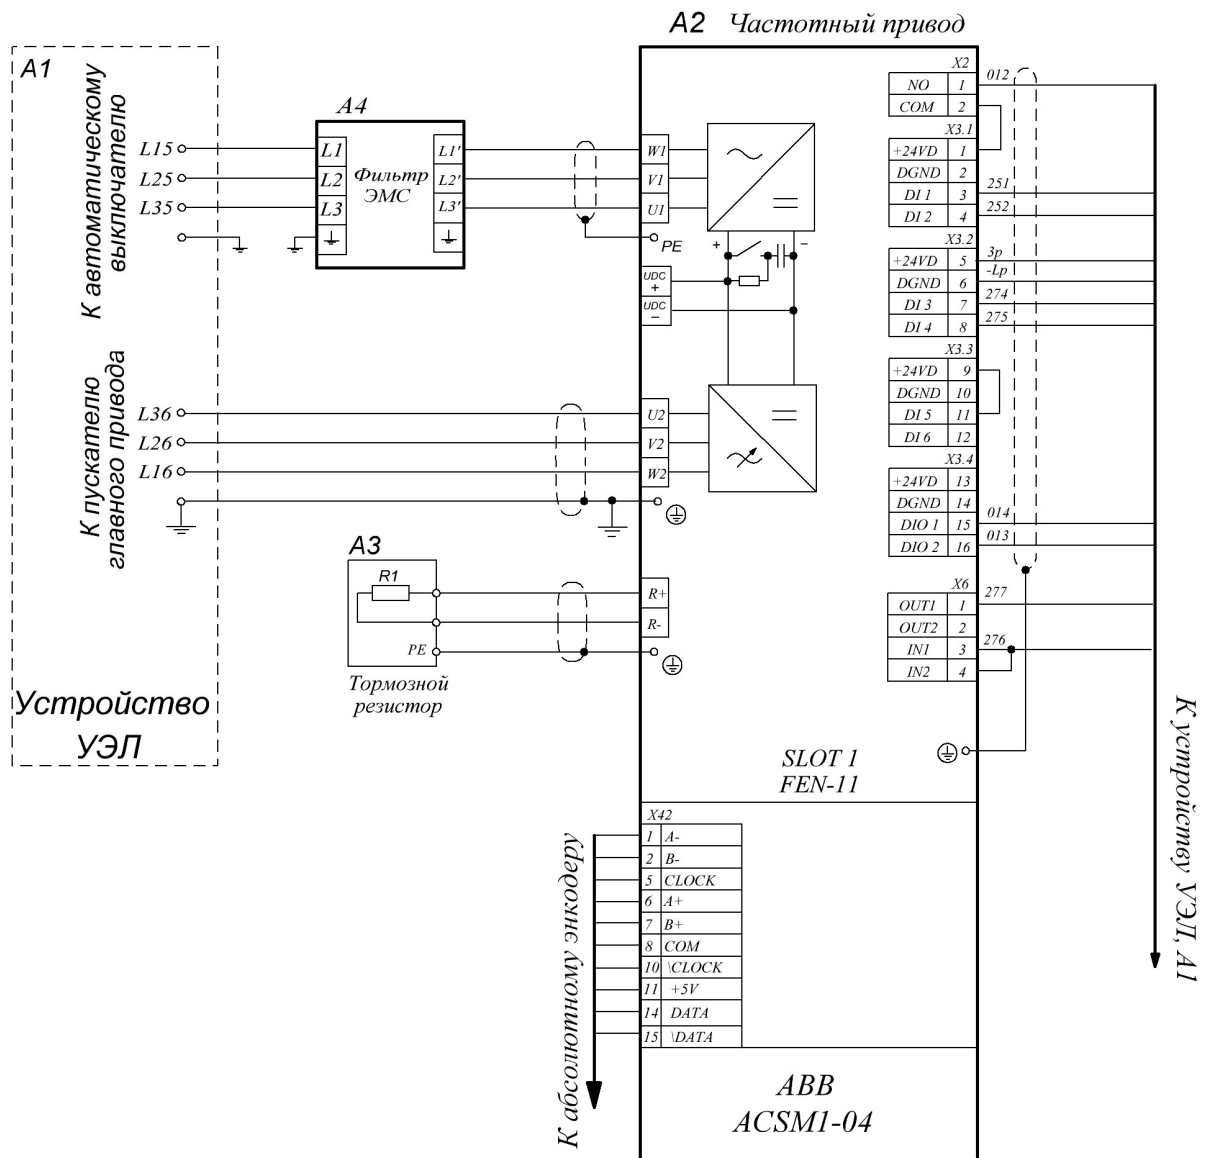 A2 Частотный привод
A1
К автоматическому
выключателю
L15
L25
L35
A4
L1
L2
L3
Фильтр
ЭМС
L1'
L2'
L3'
W1
V1
U1
PE
+
−
UDC
+
UDC
−
К пускателю
главного привода
L36
L26
L16
U2
V2
W2
A3
R1
PE
R+
R-
Тормозной
резистор
Устройство
УЭЛ
X2
NO 1 012
COM 2
X3.1
+24VD 1
DGND 2
DI 1 3 251
DI 2 4 252
X3.2
+24VD 5 3p
DGND 6 -Lp
DI 3 7 274
DI 4 8 275
X3.3
+24VD 9
DGND 10
DI 5 11
DI 6 12
X3.4
+24VD 13
DGND 14
DIO 1 15 014
DIO 2 16 013
X6
OUT1 1 277
OUT2 2
IN1 3 276
IN2 4
К устройству УЭЛ, A1
SLOT 1
FEN-11
X42
1 A-
2 B-
5 CLOCK
6 A+
7 B+
8 COM
10 \CLOCK
11 +5V
14 DATA
15 \DATA
К абсолютному энкодеру
ABB
ACSM1-04